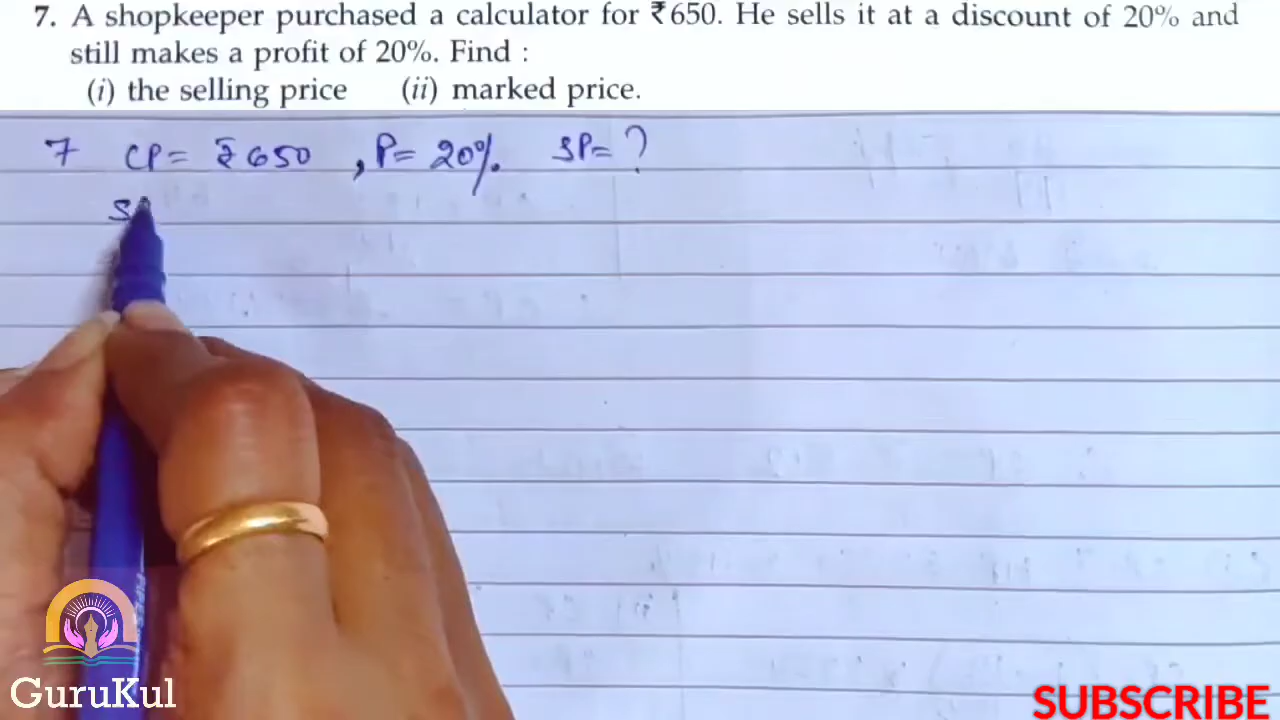 7. A shopkeeper purchased a calculator for ₹650. He sells it at a discount of 20% and
still makes a profit of 20%. Find :
(i) the selling price (ii) marked price.
7 CP= ₹650 , P= 20% SP= ?
GuruKul
SUBSCRIBE